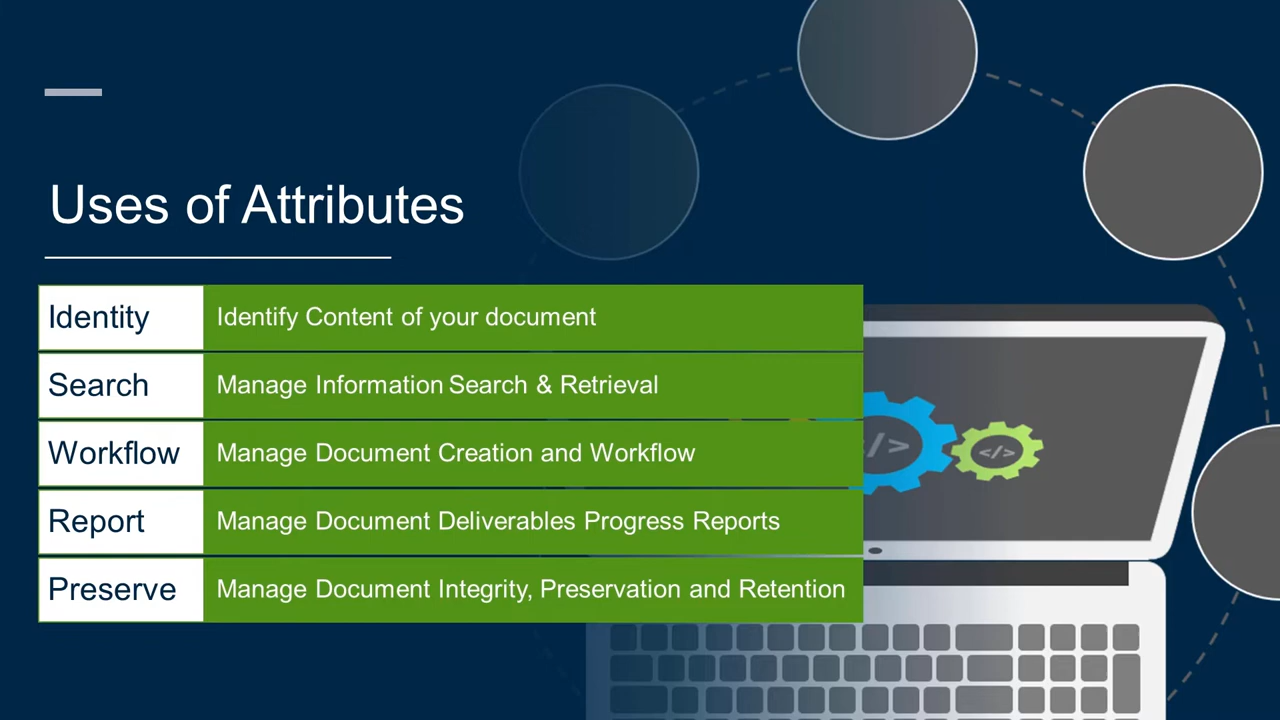 Uses of Attributes
Identity Identify Content of your document
Search Manage Information Search & Retrieval
Workflow Manage Document Creation and Workflow
Report Manage Document Deliverables Progress Reports
Preserve Manage Document Integrity, Preservation and Retention
</>
</>